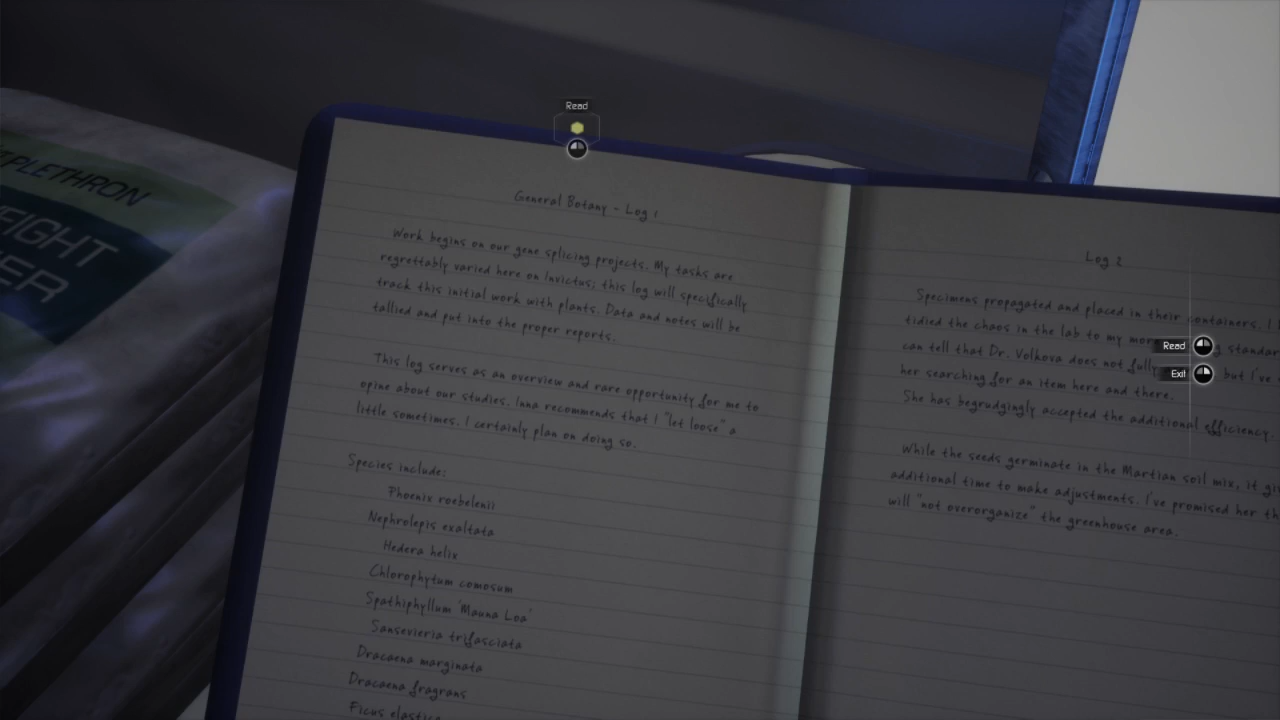 Read
PLETHRON
General Botany - Log 1
Work begins on our gene splicing projects. My tasks are
regrettably varied here on Invictus; this log will specifically
track this initial work with plants. Data and notes will be
tallied and put into the proper reports.
This log serves as an overview and rare opportunity for me to
opine about our studies. Inna recommends that I "let loose" a
little sometimes. I certainly plan on doing so.
Species include:
Phoenix roebelenii
Nephrolepis exaltata
Hedera helix
Chlorophytum comosum
Spathiphyllum 'Mauna Loa'
Sansevieria trifasciata
Dracaena marginata
Dracaena fragrans
Ficus elastica
Log 2
Specimens propagated and placed in their containers. I
tidied the chaos in the lab to my
can tell that Dr. Volkova does not but I've
her searching for an item here and there.
She has begrudgingly accepted the additional efficiency.
While the seeds germinate in the Martian soil mix, it
additional time to make adjustments. I've promised her
will "not overorganize" the greenhouse area.
Read
Exit